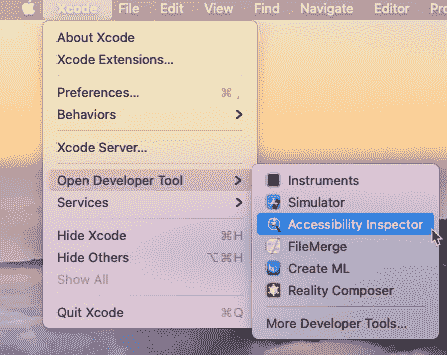 Xcode File Edit View Find Navigate Editor Pro
About Xcode
Xcode Extensions...
Preferences... ⌘ ,
Behaviors >
Xcode Server...
Open Developer Tool >
Services >
Hide Xcode ⌘H
Hide Others ⌥⌘H
Show All
Quit Xcode ⌘Q
Instruments
Simulator
Accessibility Inspector
FileMerge
Create ML
Reality Composer
More Developer Tools...